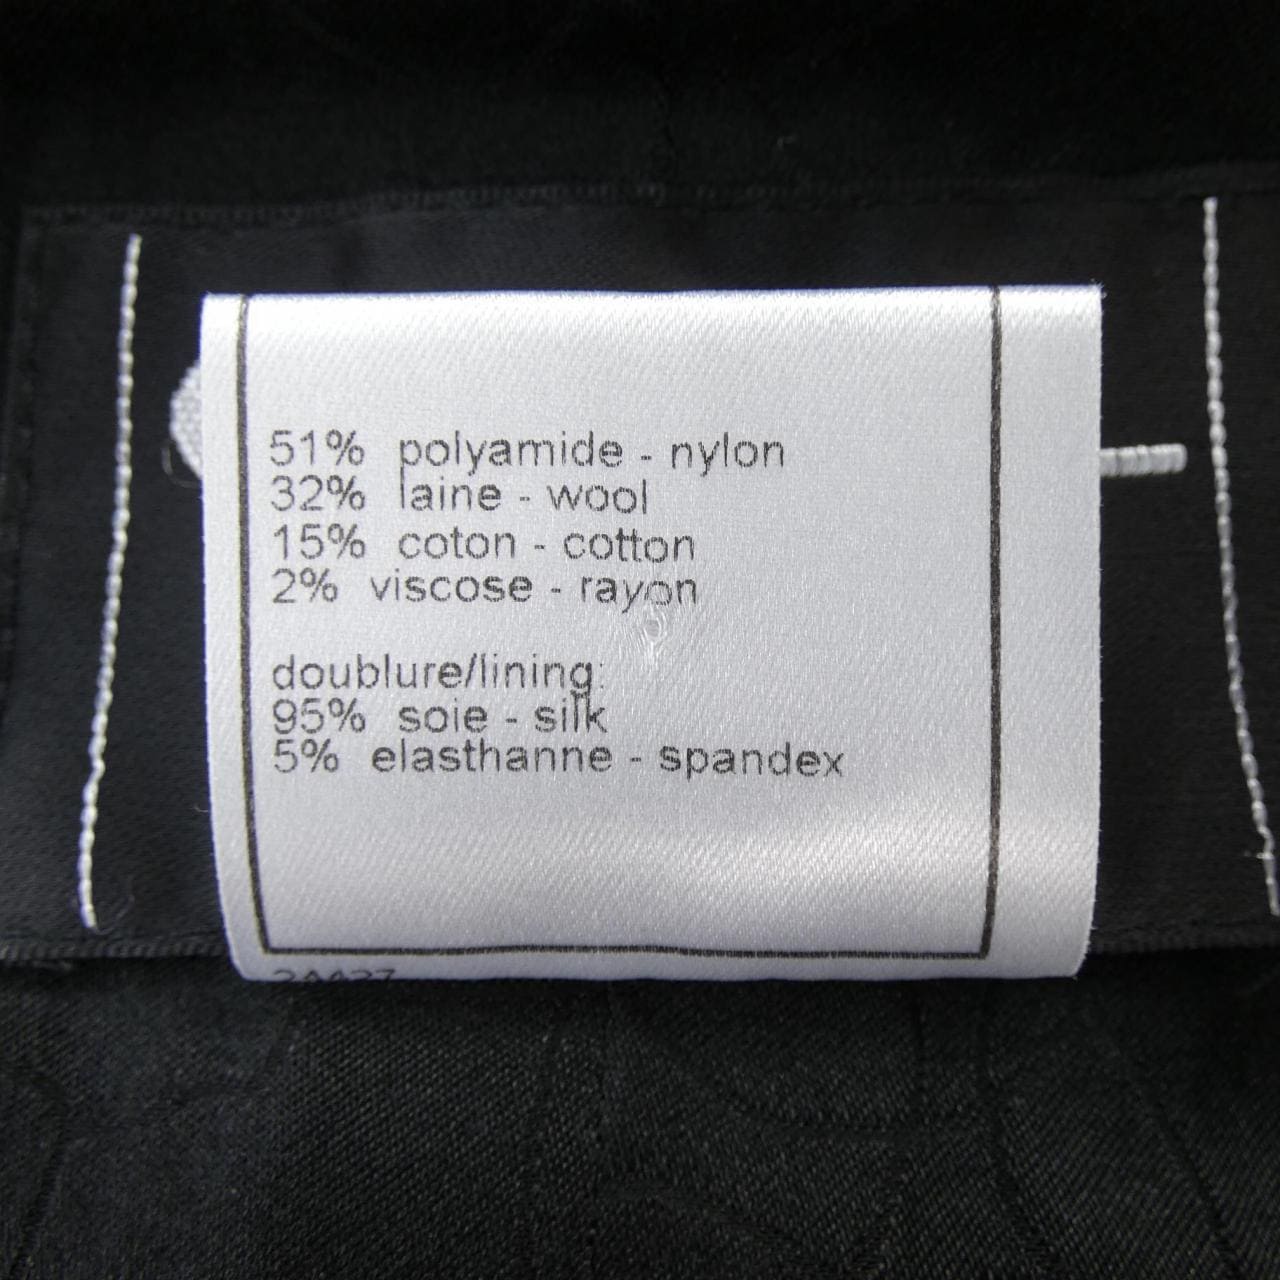 51% polyamide - nylon
32% laine - wool
15% coton - cotton
2% viscose - rayon
doublure/lining:
95% soie - silk
5% elasthanne - spandex